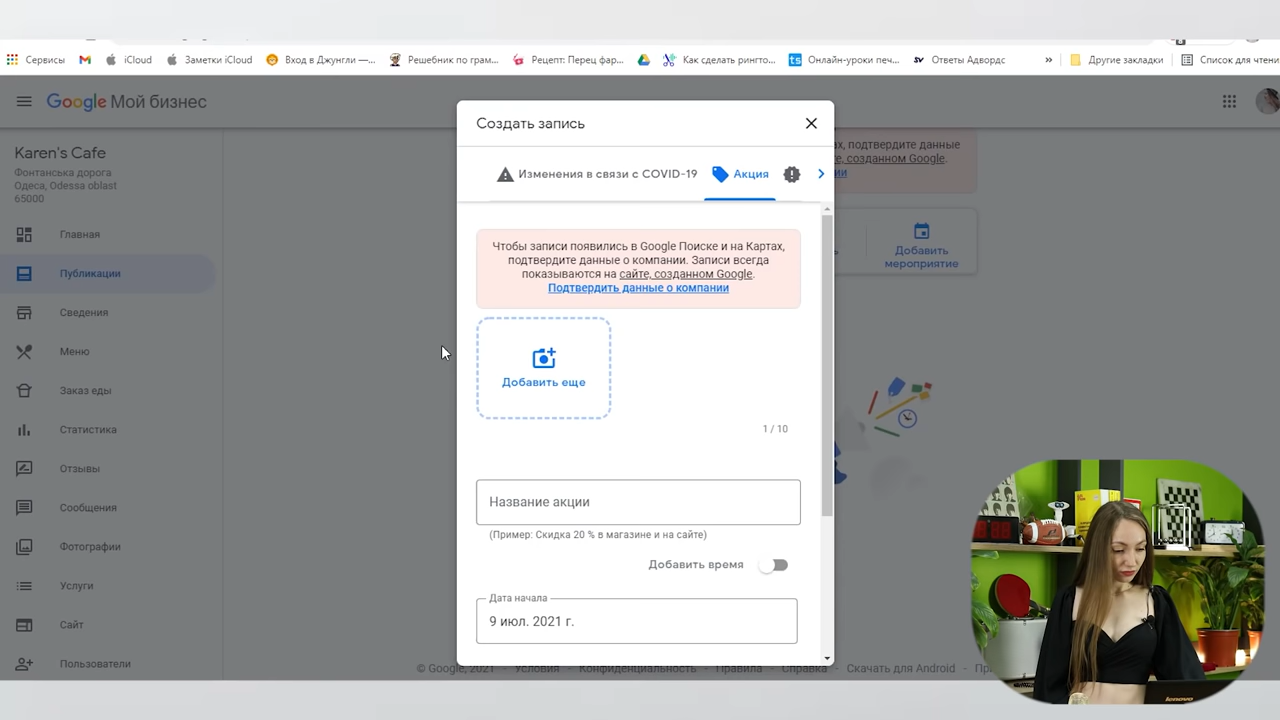 Сервисы
iCloud
Заметки iCloud
Вход в Джунгли —...
Решебник по грам...
Рецепт: Перец фар...
Как сделать рингто...
Онлайн-уроки печ...
Ответы Адвордс
»
Другие закладки
Список для чтени
Google Мой бизнес
Karen's Cafe
Фонтанська дорога
Одеса, Odessa oblast
65000
Главная
Публикации
Сведения
Меню
Заказ еды
Статистика
Отзывы
Сообщения
Фотографии
Услуги
Сайт
Пользователи
Создать запись
Изменения в связи с COVID-19
Акция
Чтобы записи появились в Google Поиске и на Картах,
подтвердите данные о компании. Записи всегда
показываются на сайте, созданном Google.
Подтвердить данные о компании
Добавить еще
1 / 10
Название акции
(Пример: Скидка 20 % в магазине и на сайте)
Добавить время
Дата начала
9 июл. 2021 г.
ах, подтвердите данные
е, созданном Google.
ии
Добавить
мероприятие
© Google, 2021 - Условия - Конфиденциальность - Правила - Справка - Скачать для Android -